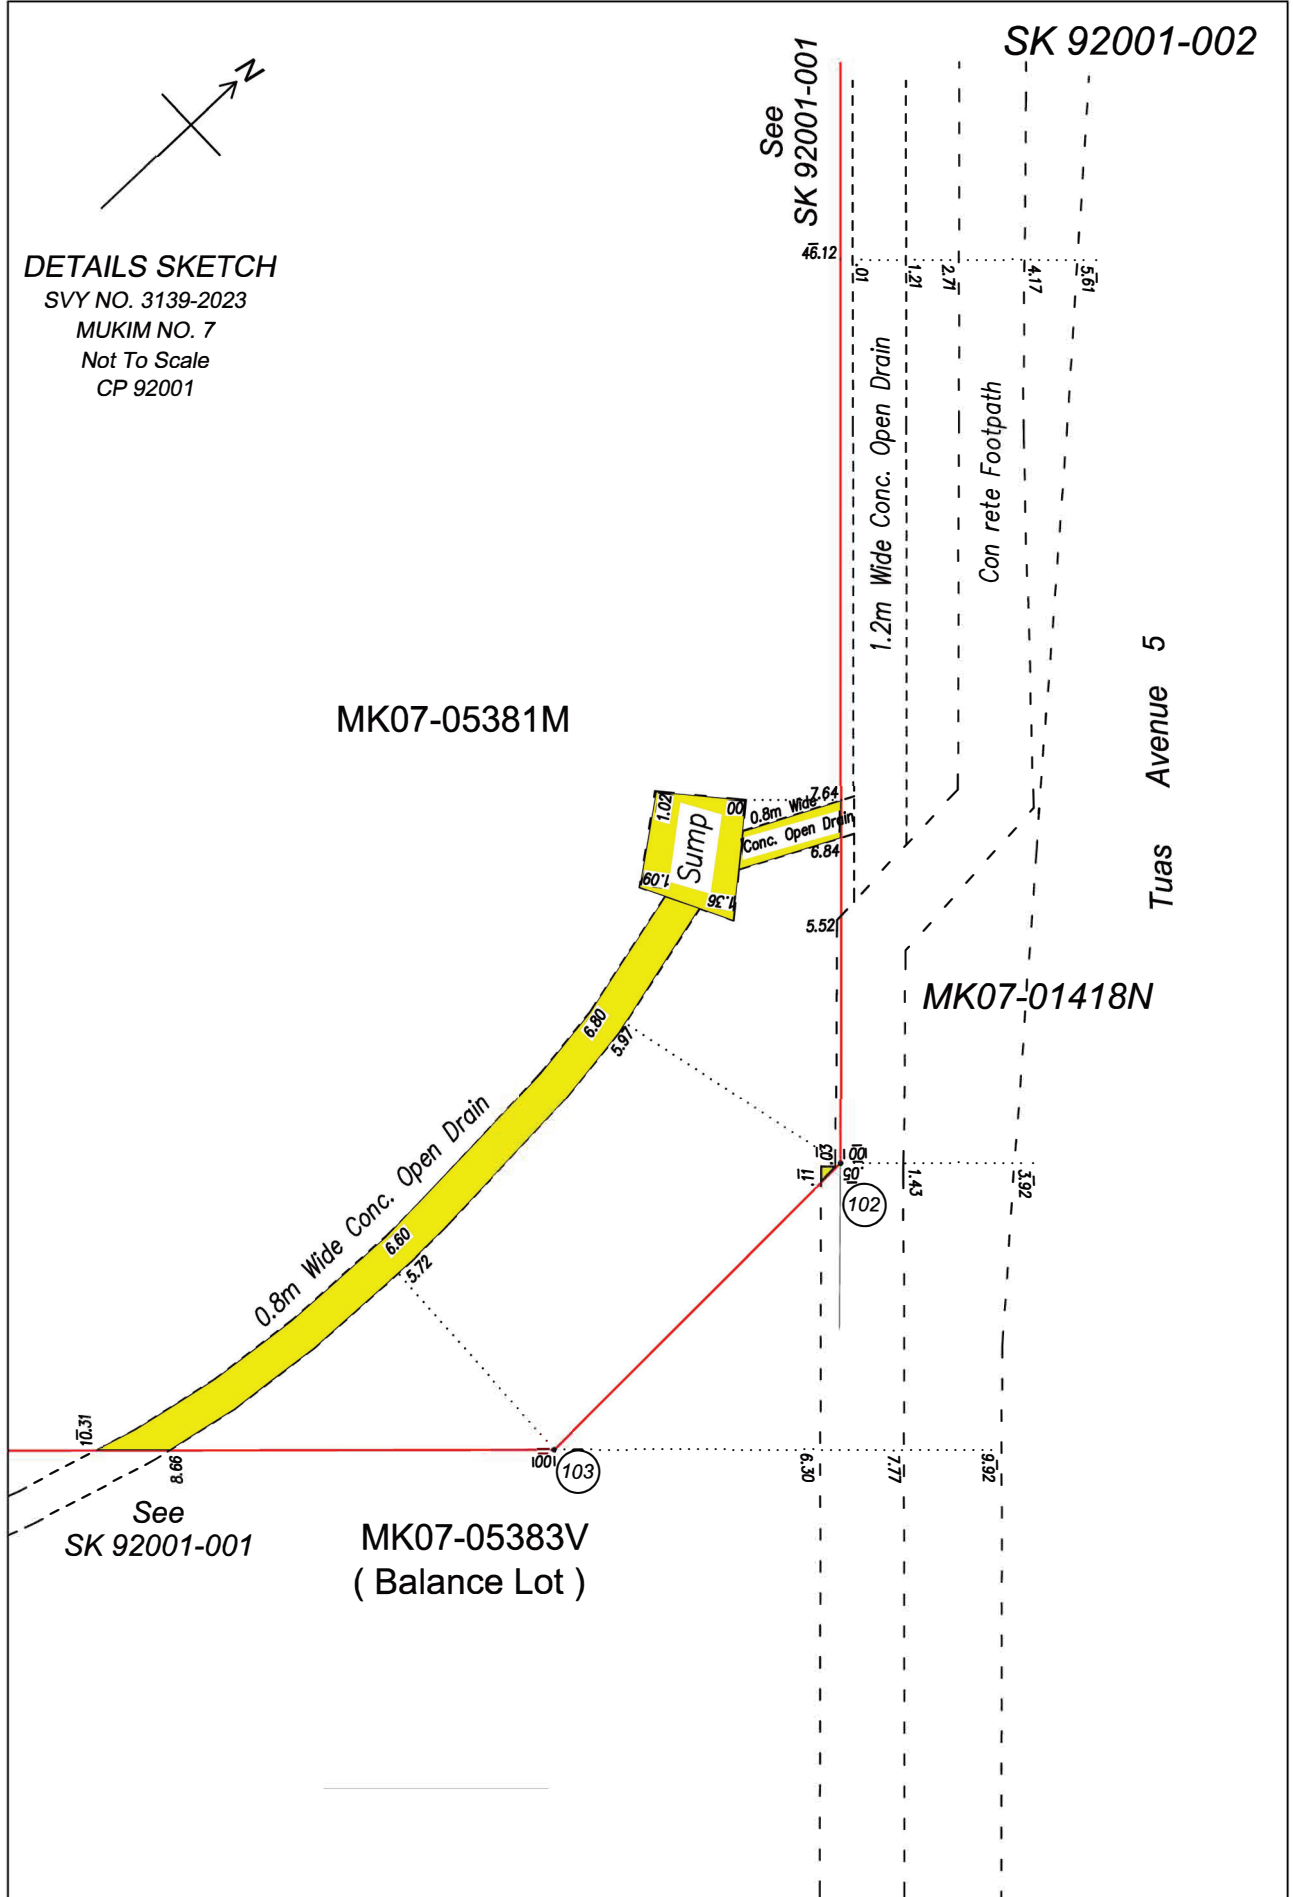 SK 92001-002
N
See
SK 92001-001
DETAILS SKETCH
SVY NO. 3139-2023
MUKIM NO. 7
Not To Scale
CP 92001
46.12
.01
1.21
2.71
4.17
5.61
1.2m Wide Conc. Open Drain
Con rete Footpath
Tuas Avenue 5
MK07-05381M
1.02
00
Sump
1.09
1.36
7.64
0.8m Wide
Conc. Open Drain
6.84
5.52
MK07-01418N
6.80
5.97
0.8m Wide Conc. Open Drain
.03
00
.11
.05
102
1.43
3.92
6.60
5.72
10.31
8.66
00
103
6.30
7.77
9.92
See
SK 92001-001
MK07-05383V
( Balance Lot )